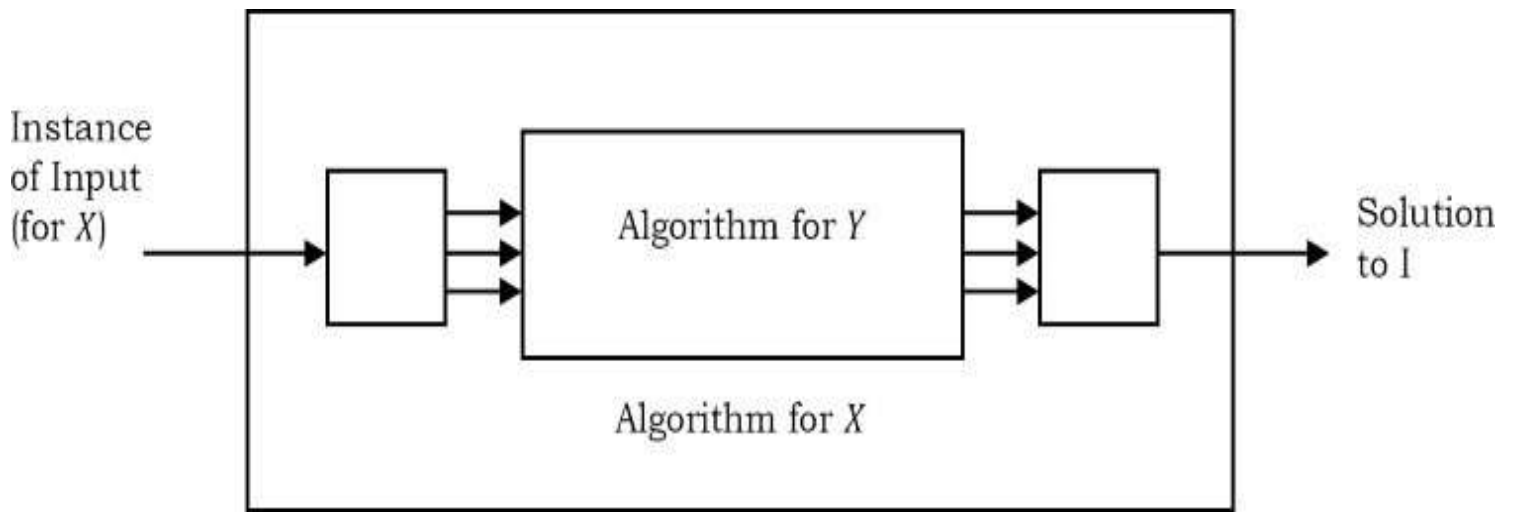 Instance
of Input
(for X)
Algorithm for Y
Algorithm for X
Solution
to I